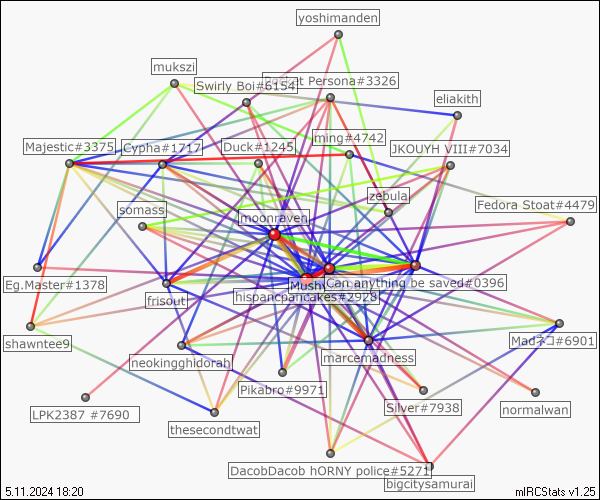 yoshimanden
mukszi
Swirly Boi#6154
Persona#3326
eliakith
ming#4742
Majestic#3375
Cypha#1717
Duck#1245
JKOUYH VIII#7034
zebula
somass
moonraven
Fedora Stoat#4479
Eg.Master#1378
Can anything be saved#0396
frisout
hispanicpancakes#2928
shawntee9
Madネコ#6901
neokingghidorah
marcemadness
Pikabro#9971
Silver#7938
normalwan
LPK2387 #7690
thesecondtwat
DacobDacob hORNY police#5271
bigcitysamurai
5.11.2024 18:20
mIRCStats v1.25